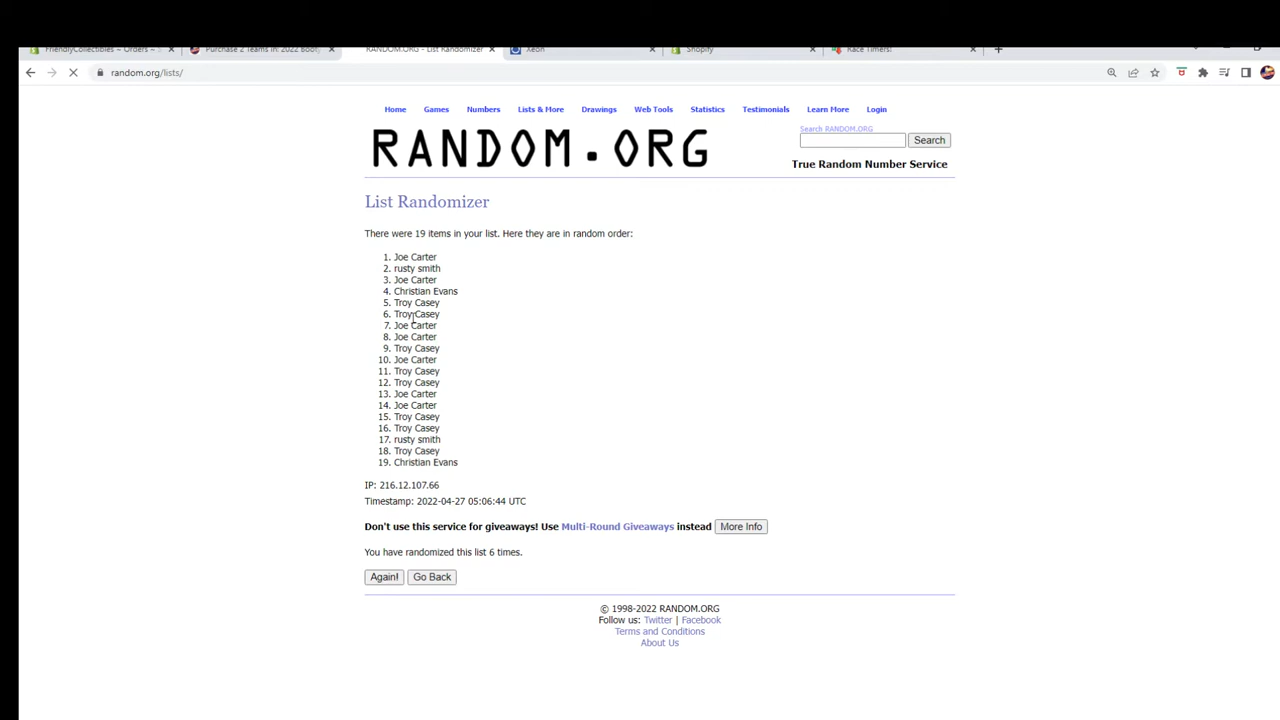 FriendlyCollectibles ~ Orders ~ S
Purchase 2 Teams in: 2022 Bow
RANDOM.ORG - List Randomizer
Xeon
Shopify
Race Timers!
random.org/lists/
Home Games Numbers Lists & More Drawings Web Tools Statistics Testimonials Learn More Login
RANDOM.ORG
Search RANDOM.ORG
Search
True Random Number Service
List Randomizer
There were 19 items in your list. Here they are in random order:
1. Joe Carter
2. rusty smith
3. Joe Carter
4. Christian Evans
5. Troy Casey
6. Troy Casey
7. Joe Carter
8. Joe Carter
9. Troy Casey
10. Joe Carter
11. Troy Casey
12. Troy Casey
13. Joe Carter
14. Joe Carter
15. Troy Casey
16. Troy Casey
17. rusty smith
18. Troy Casey
19. Christian Evans
IP: 216.12.107.66
Timestamp: 2022-04-27 05:06:44 UTC
Don't use this service for giveaways! Use Multi-Round Giveaways instead More Info
You have randomized this list 6 times.
Again! Go Back
© 1998-2022 RANDOM.ORG
Follow us: Twitter | Facebook
Terms and Conditions
About Us